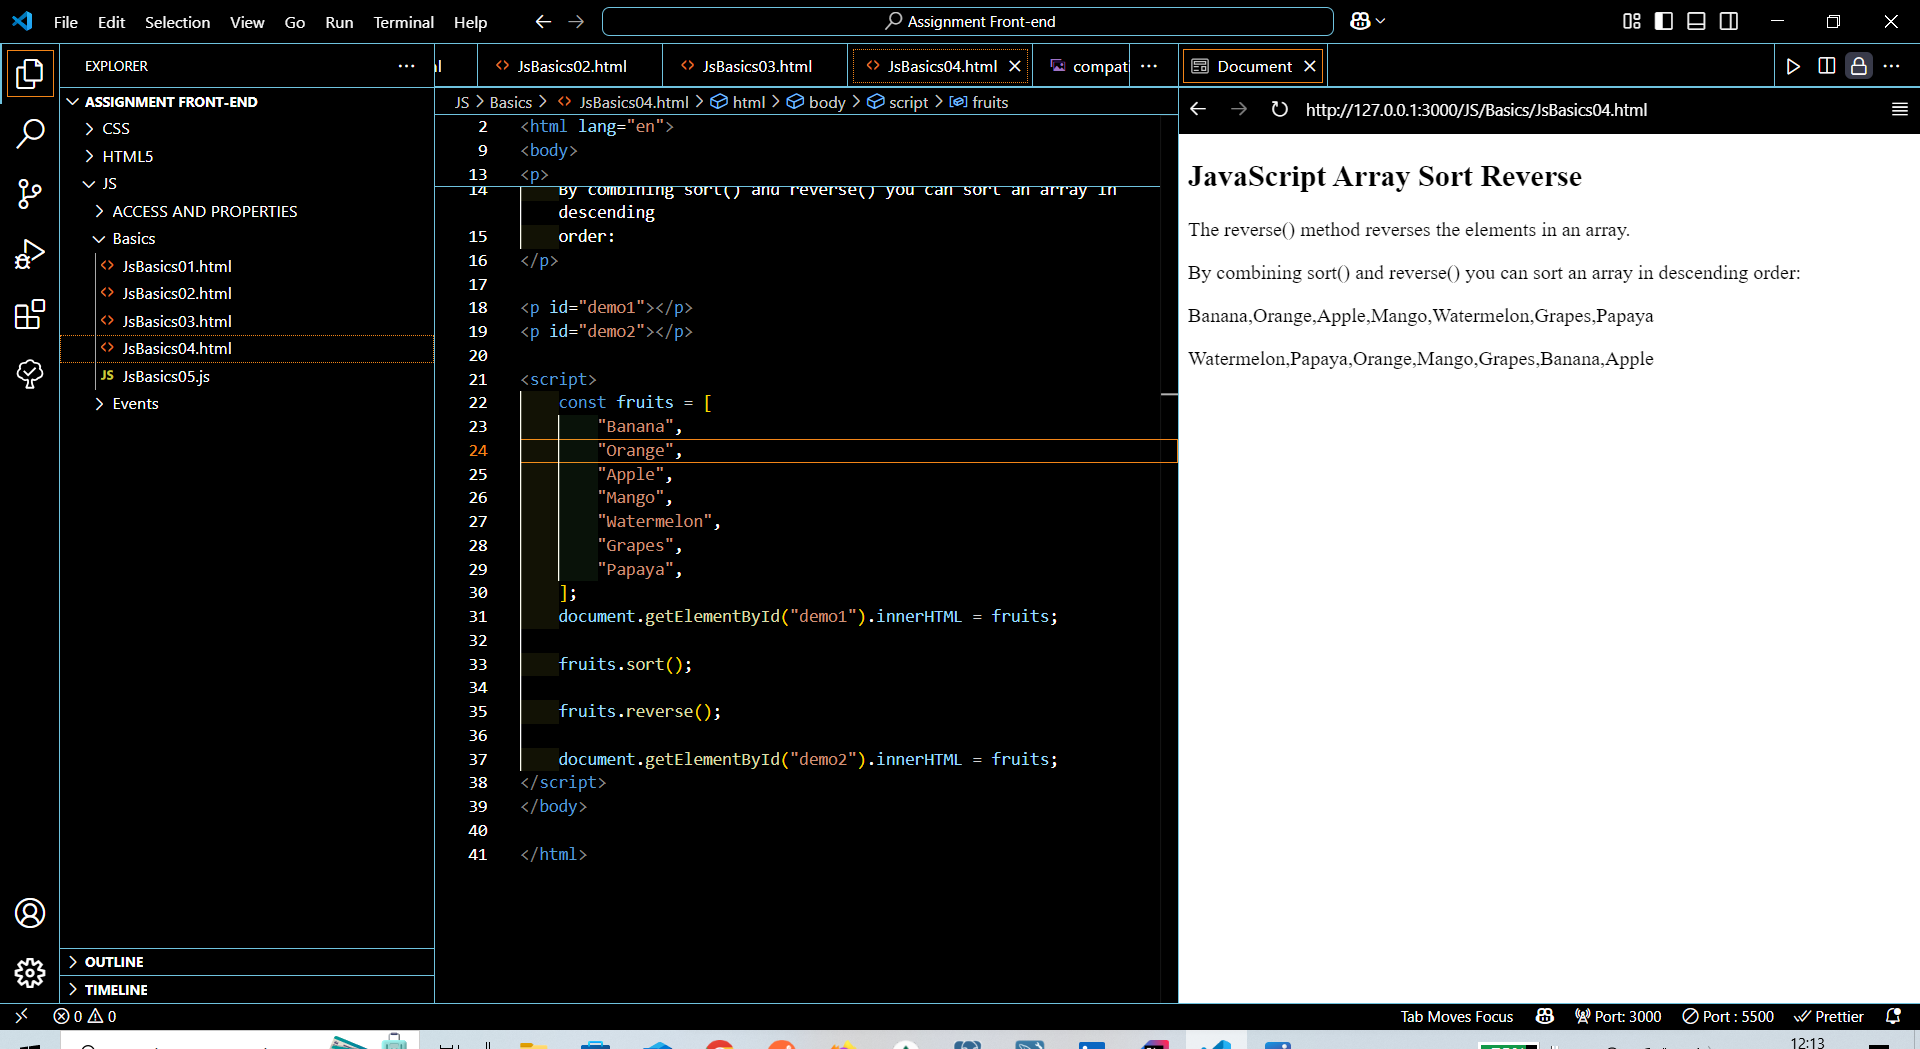 File Edit Selection View Go Run Terminal Help
Assignment Front-end
EXPLORER
ASSIGNMENT FRONT-END
CSS
HTML5
JS
ACCESS AND PROPERTIES
Basics
JsBasics01.html
JsBasics02.html
JsBasics03.html
JsBasics04.html
JS JsBasics05.js
Events
OUTLINE
TIMELINE
JsBasics02.html JsBasics03.html JsBasics04.html compati
JS > Basics > JsBasics04.html > html > body > script > fruits
2 <html lang="en">
9 <body>
13 <p>
14 By combining sort() and reverse() you can sort an array in
descending
15 order:
16 </p>
17
18 <p id="demo1"></p>
19 <p id="demo2"></p>
20
21 <script>
22 const fruits = [
23 "Banana",
24 "Orange",
25 "Apple",
26 "Mango",
27 "Watermelon",
28 "Grapes",
29 "Papaya",
30 ];
31 document.getElementById("demo1").innerHTML = fruits;
32
33 fruits.sort();
34
35 fruits.reverse();
36
37 document.getElementById("demo2").innerHTML = fruits;
38 </script>
39 </body>
40
41 </html>
Document
http://127.0.0.1:3000/JS/Basics/JsBasics04.html
JavaScript Array Sort Reverse
The reverse() method reverses the elements in an array.
By combining sort() and reverse() you can sort an array in descending order:
Banana,Orange,Apple,Mango,Watermelon,Grapes,Papaya
Watermelon,Papaya,Orange,Mango,Grapes,Banana,Apple
0 0
Tab Moves Focus Port: 3000 Port : 5500 Prettier
12:13